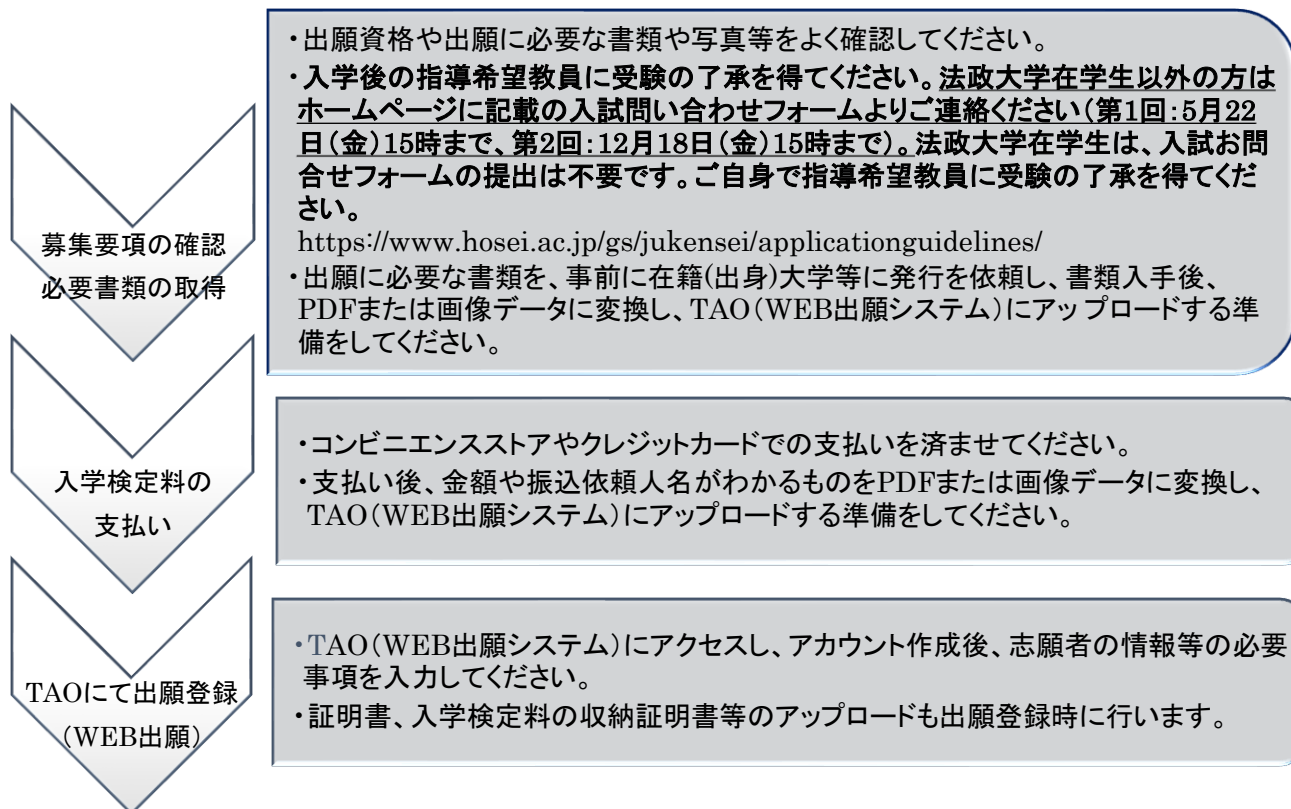 募集要項の確認
必要書類の取得
・出願資格や出願に必要な書類や写真等をよく確認してください。
・入学後の指導希望教員に受験の了承を得てください。法政大学在学生以外の方は
ホームページに記載の入試問い合わせフォームよりご連絡ください(第1回:5月22
日(金)15時まで、第2回:12月18日(金)15時まで)。法政大学在学生は、入試お問
合せフォームの提出は不要です。ご自身で指導希望教員に受験の了承を得てくだ
さい。
https://www.hosei.ac.jp/gs/jukensei/applicationguidelines/
・出願に必要な書類を、事前に在籍(出身)大学等に発行を依頼し、書類入手後、
PDFまたは画像データに変換し、TAO(WEB出願システム)にアップロードする準
備をしてください。
入学検定料の
支払い
・コンビニエンスストアやクレジットカードでの支払いを済ませてください。
・支払い後、金額や振込依頼人名がわかるものをPDFまたは画像データに変換し、
TAO(WEB出願システム)にアップロードする準備をしてください。
TAOにて出願登録
(WEB出願)
・TAO(WEB出願システム)にアクセスし、アカウント作成後、志願者の情報等の必要
事項を入力してください。
・証明書、入学検定料の収納証明書等のアップロードも出願登録時に行います。